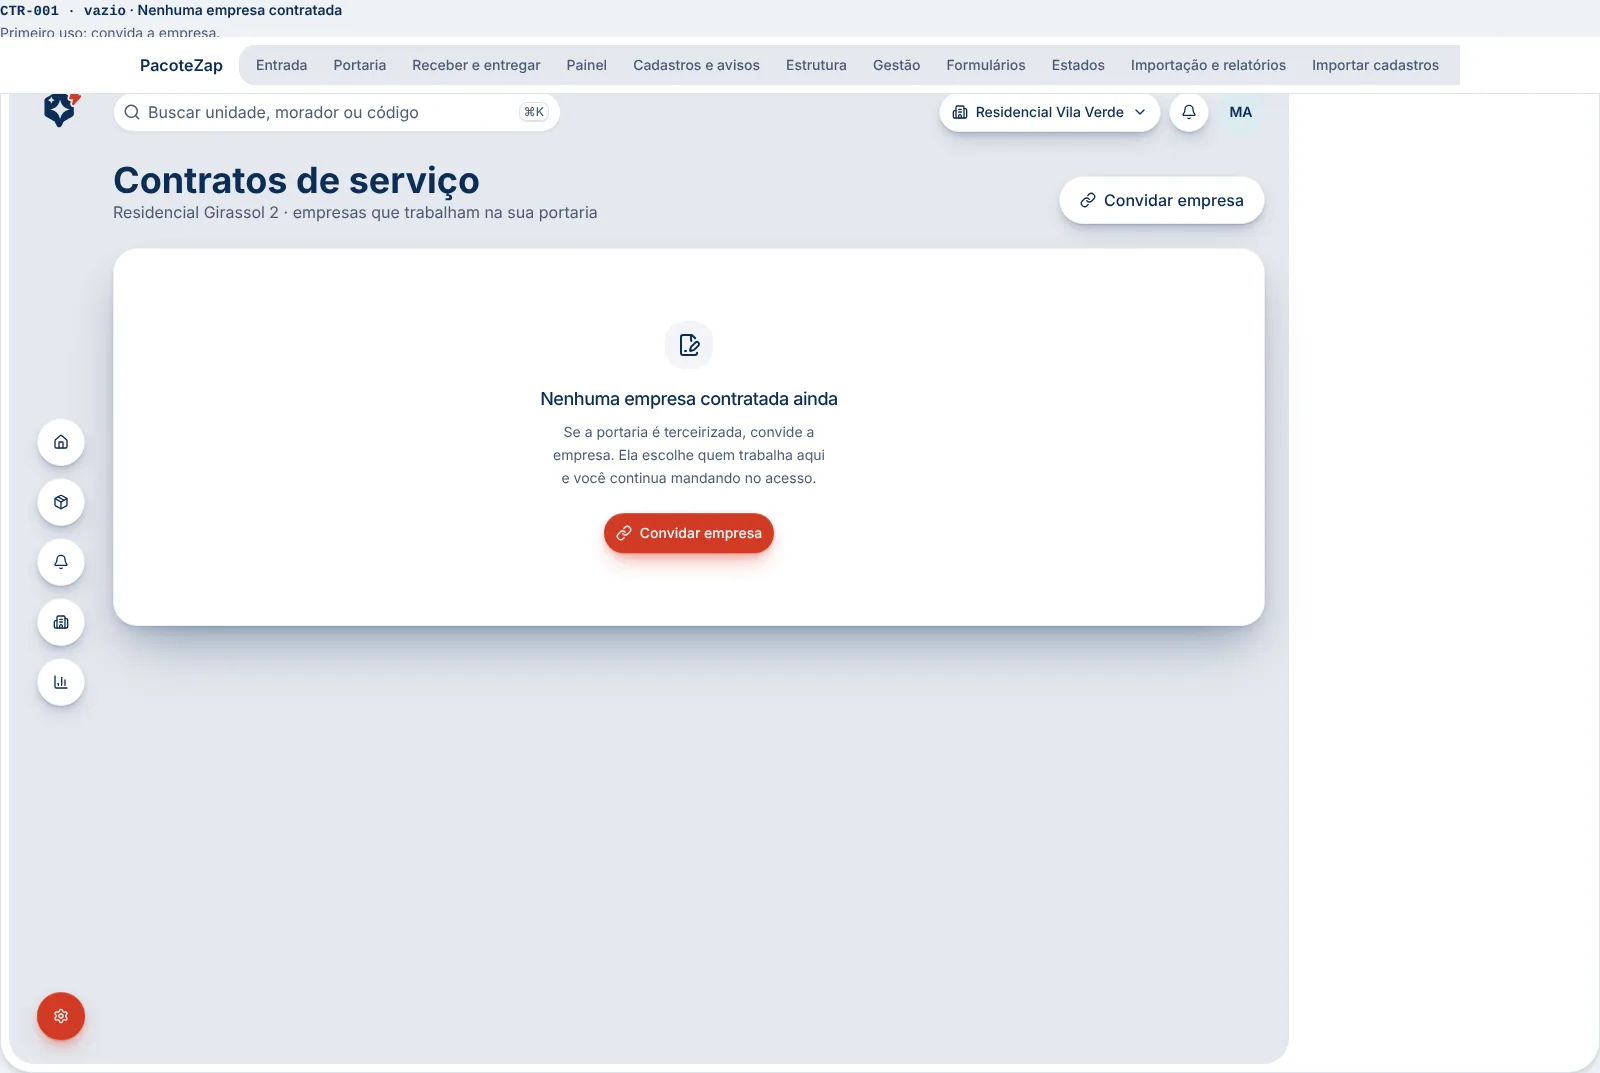 CTR-001 · vazio · Nenhuma empresa contratada
Primeiro uso: convida a empresa.
PacoteZap
Entrada
Portaria
Receber e entregar
Painel
Cadastros e avisos
Estrutura
Gestão
Formulários
Estados
Importação e relatórios
Importar cadastros
Buscar unidade, morador ou código
⌘K
Residencial Vila Verde
MA
Contratos de serviço
Residencial Girassol 2 · empresas que trabalham na sua portaria
Convidar empresa
Nenhuma empresa contratada ainda
Se a portaria é terceirizada, convide a
empresa. Ela escolhe quem trabalha aqui
e você continua mandando no acesso.
Convidar empresa